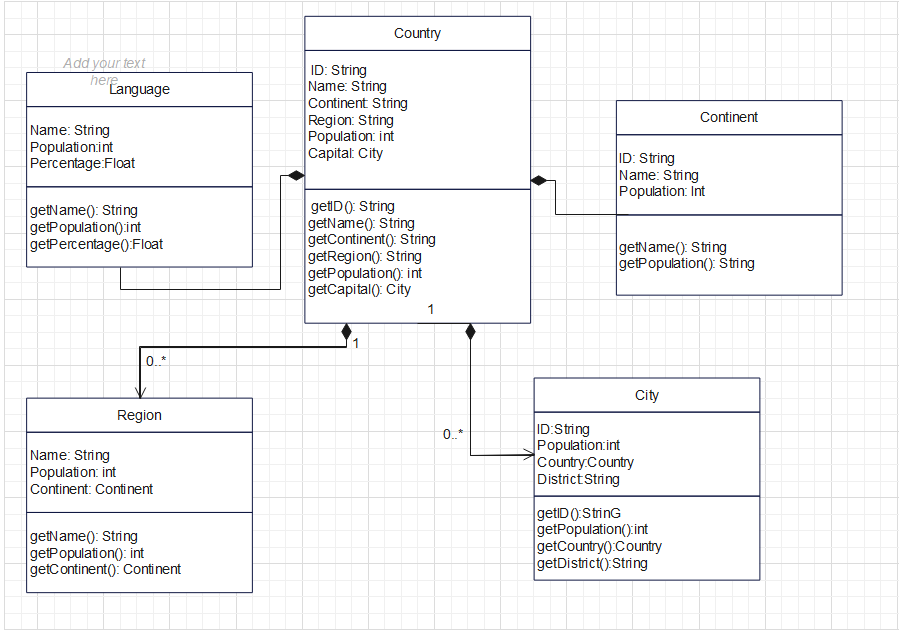 Country
ID: String
Name: String
Continent: String
Region: String
Population: int
Capital: City
getID(): String
getName(): String
getContinent(): String
getRegion(): String
getPopulation(): int
getCapital(): City
1
1
Add your text
here
Language
Name: String
Population:int
Percentage:Float
getName(): String
getPopulation():int
getPercentage():Float
Continent
ID: String
Name: String
Population: Int
getName(): String
getPopulation(): String
0..*
Region
Name: String
Population: int
Continent: Continent
getName(): String
getPopulation(): int
getContinent(): Continent
0..*
City
ID:String
Population:int
Country:Country
District:String
getID():StrinG
getPopulation():int
getCountry():Country
getDistrict():String